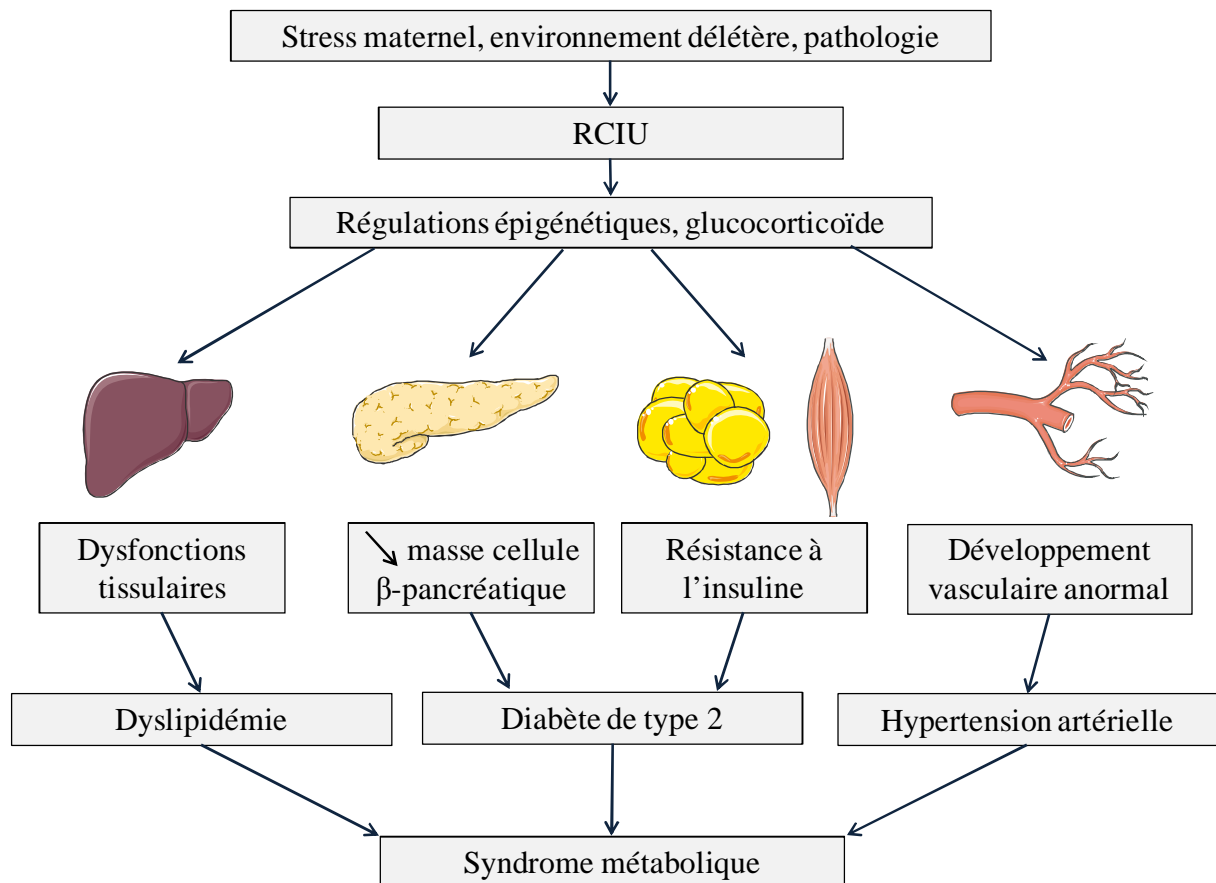 Stress maternel, environnement délétère, pathologie
RCIU
Régulations épigénétiques, glucocorticoïde
Dysfonctions
tissulaires
↘ masse cellule
β-pancréatique
Résistance à
l’insuline
Développement
vasculaire anormal
Dyslipidémie
Diabète de type 2
Hypertension artérielle
Syndrome métabolique